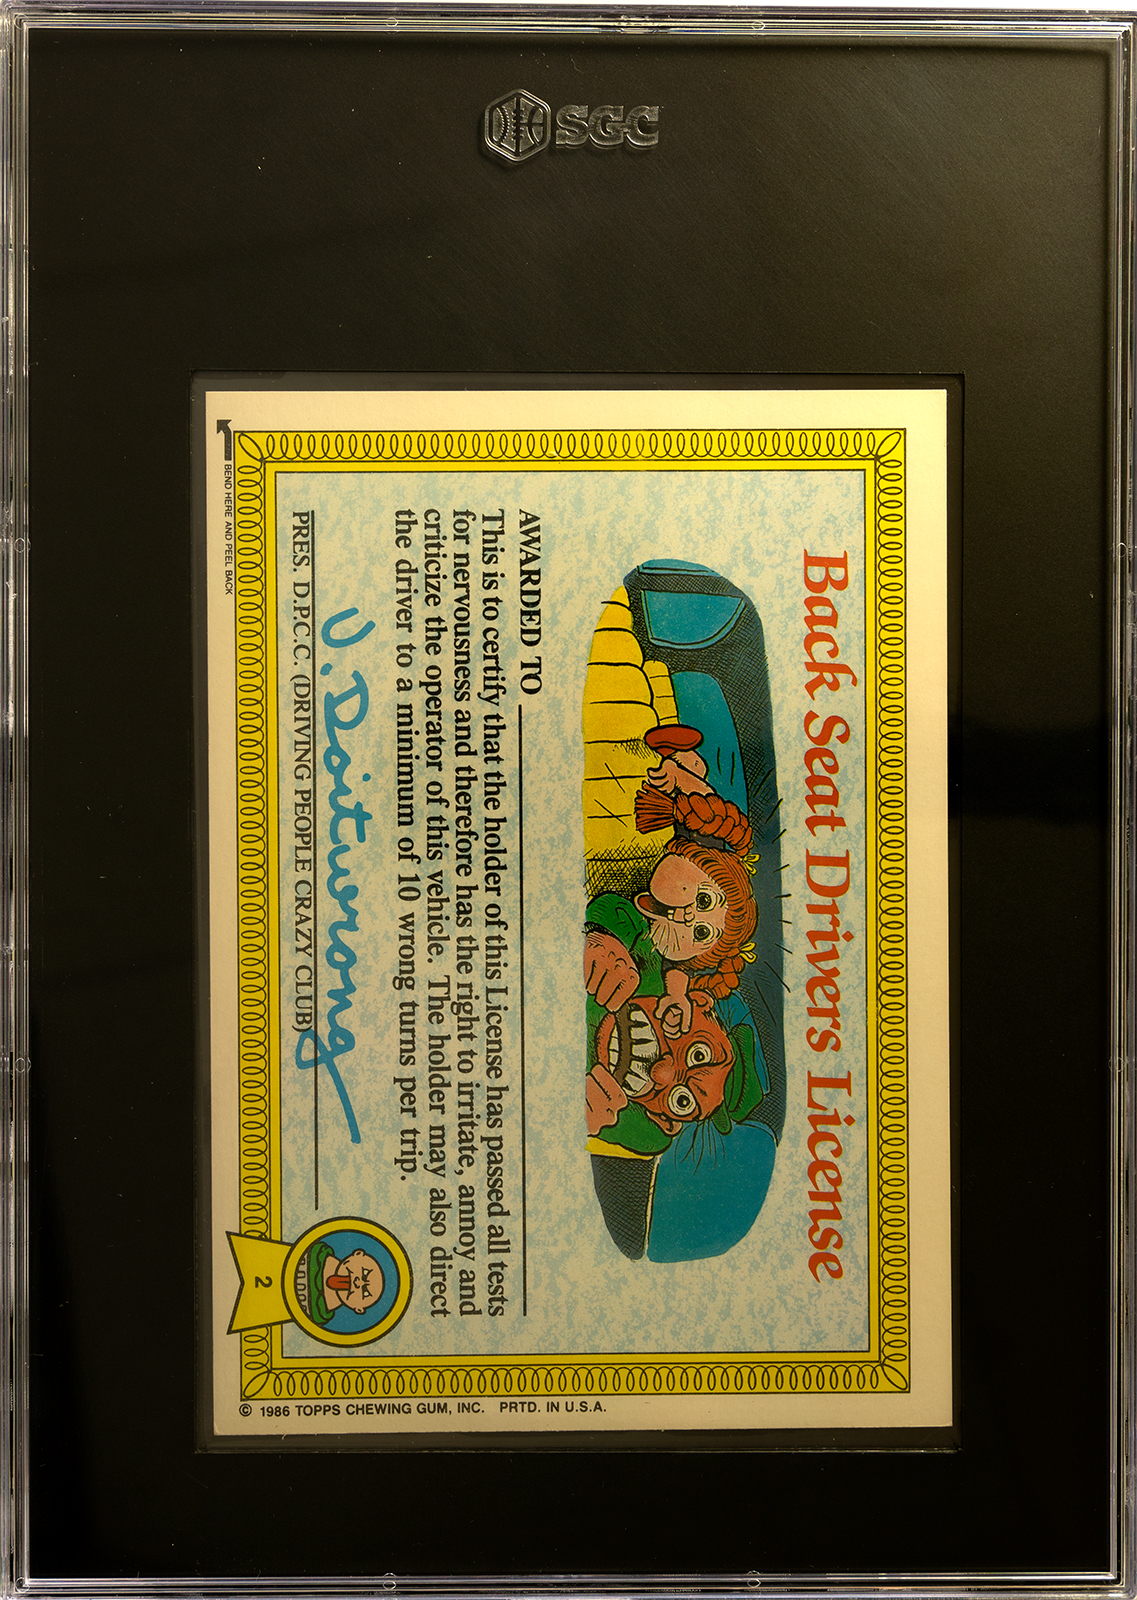 SGC
Back Seat Drivers License
AWARDED TO
This is to certify that the holder of this License has passed all tests
for nervousness and therefore has the right to irritate, annoy and
criticize the operator of this vehicle. The holder may also direct
the driver to a minimum of 10 wrong turns per trip.
U. Doitwrong
PRES. D.P.C.C. (DRIVING PEOPLE CRAZY CLUB)
2
BEND HERE AND PEEL BACK
© 1986 TOPPS CHEWING GUM, INC. PRTD. IN U.S.A.